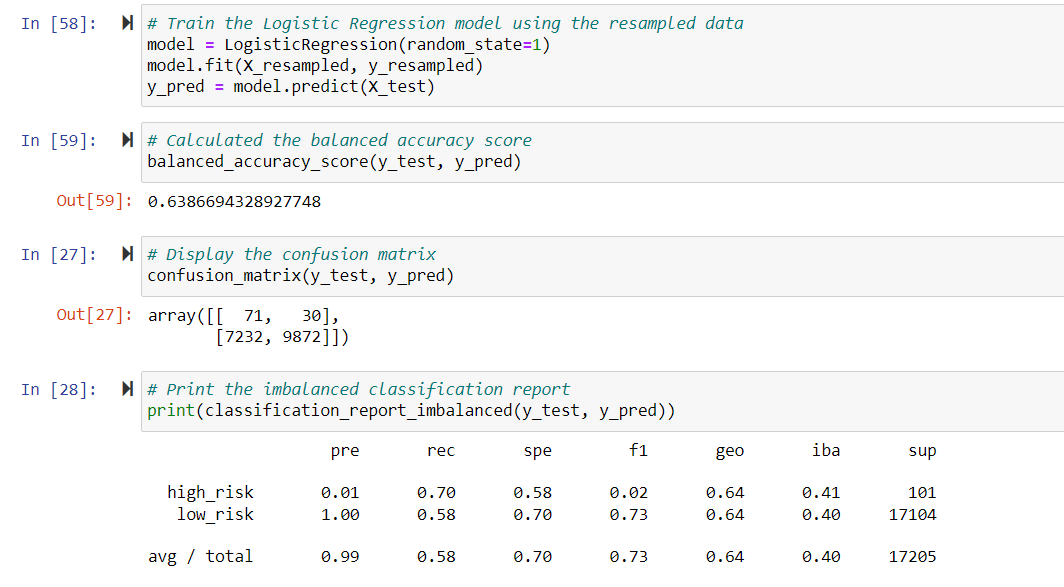 In [58]: # Train the Logistic Regression model using the resampled data
model = LogisticRegression(random_state=1)
model.fit(X_resampled, y_resampled)
y_pred = model.predict(X_test)
In [59]: # Calculated the balanced accuracy score
balanced_accuracy_score(y_test, y_pred)
Out[59]: 0.6386694328927748
In [27]: # Display the confusion matrix
confusion_matrix(y_test, y_pred)
Out[27]: array([[  71,   30],
       [7232, 9872]])
In [28]: # Print the imbalanced classification report
print(classification_report_imbalanced(y_test, y_pred))
pre rec spe f1 geo iba sup
high_risk 0.01 0.70 0.58 0.02 0.64 0.41 101
low_risk 1.00 0.58 0.70 0.73 0.64 0.40 17104
avg / total 0.99 0.58 0.70 0.73 0.64 0.40 17205